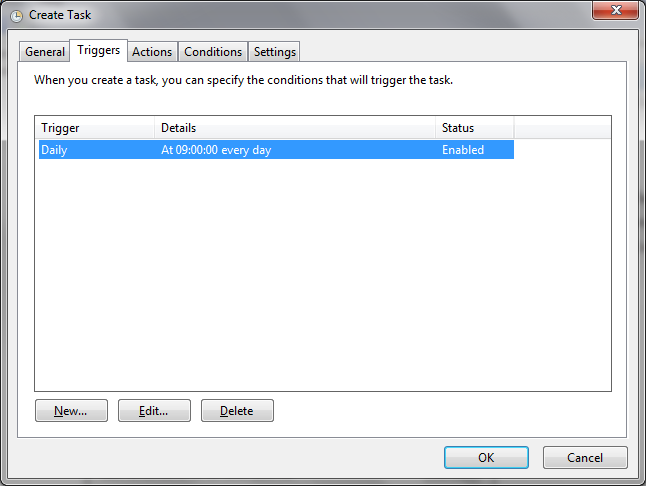 Create Task
General Triggers Actions Conditions Settings
When you create a task, you can specify the conditions that will trigger the task.
Trigger Details Status
Daily At 09:00:00 every day Enabled
New... Edit... Delete
OK Cancel